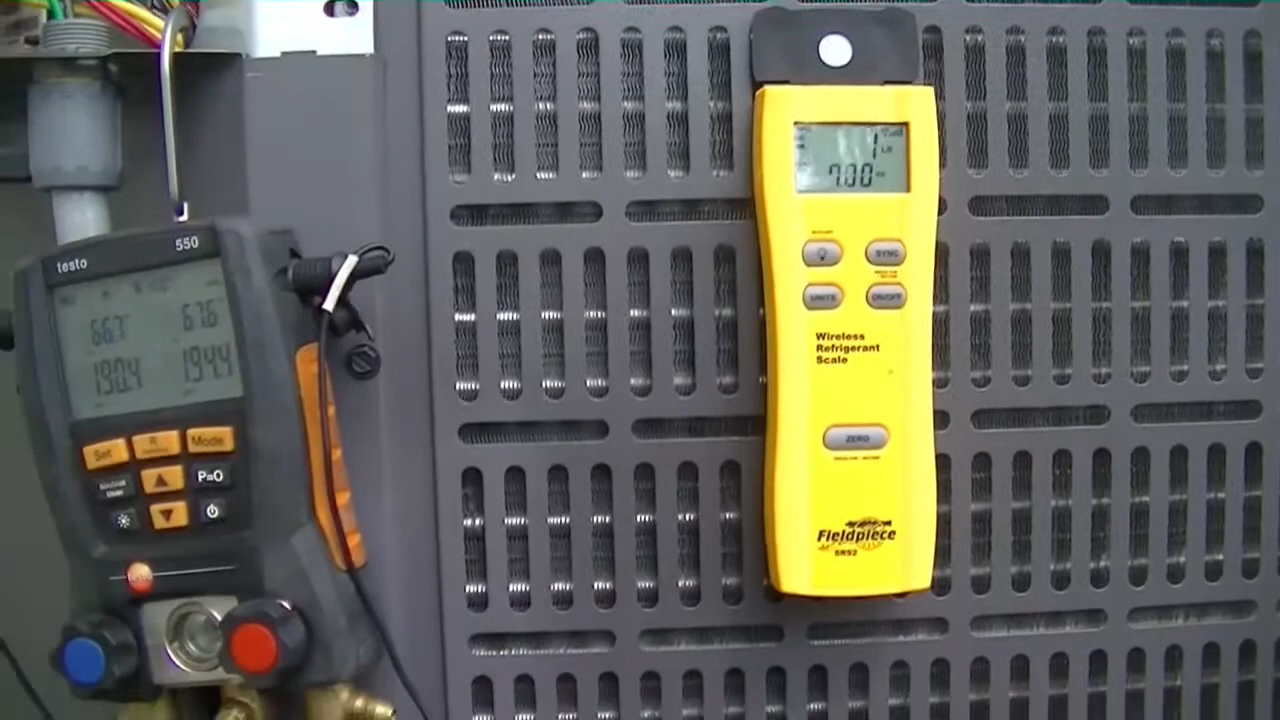 550
testo
66.7
67.6
190.4
194.4
Set
R
Mode
P=0
1 LB
7.00
SYNC
UNITS
ON/OFF
Wireless
Refrigerant
Scale
ZERO
Fieldpiece
SRS2